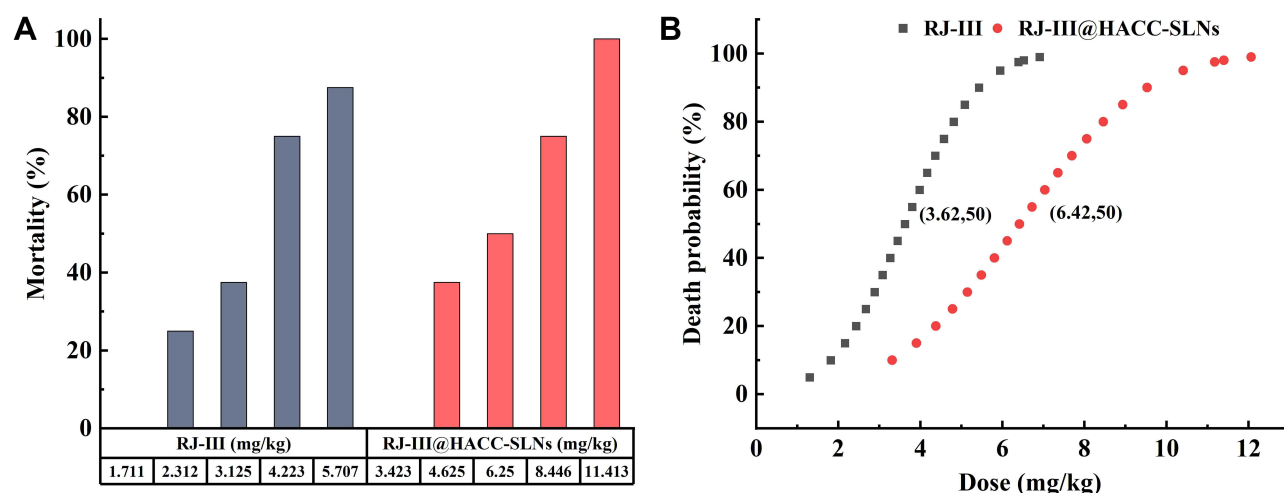 A
Mortality (%)
100
80
60
40
20
0
RJ-III (mg/kg) RJ-III@HACC-SLNs (mg/kg)
1.711 2.312 3.125 4.223 5.707 3.423 4.625 6.25 8.446 11.413
B
RJ-III RJ-III@HACC-SLNs
Death probability (%)
100
80
60
40
20
0
(3.62,50) (6.42,50)
0 2 4 6 8 10 12
Dose (mg/kg)